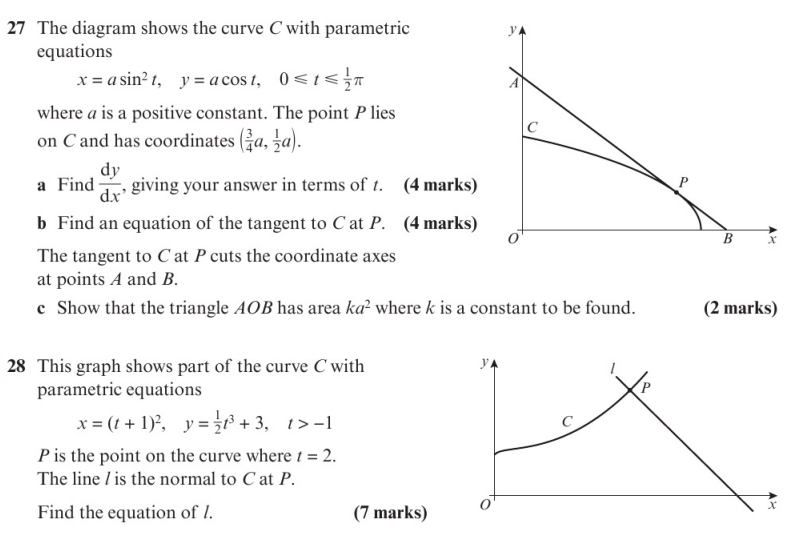 27 The diagram shows the curve C with parametric
equations
x = a sin² t, y = a cos t, 0 ⩽ t ⩽ ½π
where a is a positive constant. The point P lies
on C and has coordinates (¾a, ½a).
a Find dy/dx, giving your answer in terms of t. (4 marks)
b Find an equation of the tangent to C at P. (4 marks)
The tangent to C at P cuts the coordinate axes
at points A and B.
c Show that the triangle AOB has area ka² where k is a constant to be found. (2 marks)
y
A
C
P
O
B
x
28 This graph shows part of the curve C with
parametric equations
x = (t + 1)², y = ½t³ + 3, t > −1
P is the point on the curve where t = 2.
The line l is the normal to C at P.
Find the equation of l. (7 marks)
y
l
P
C
O
x